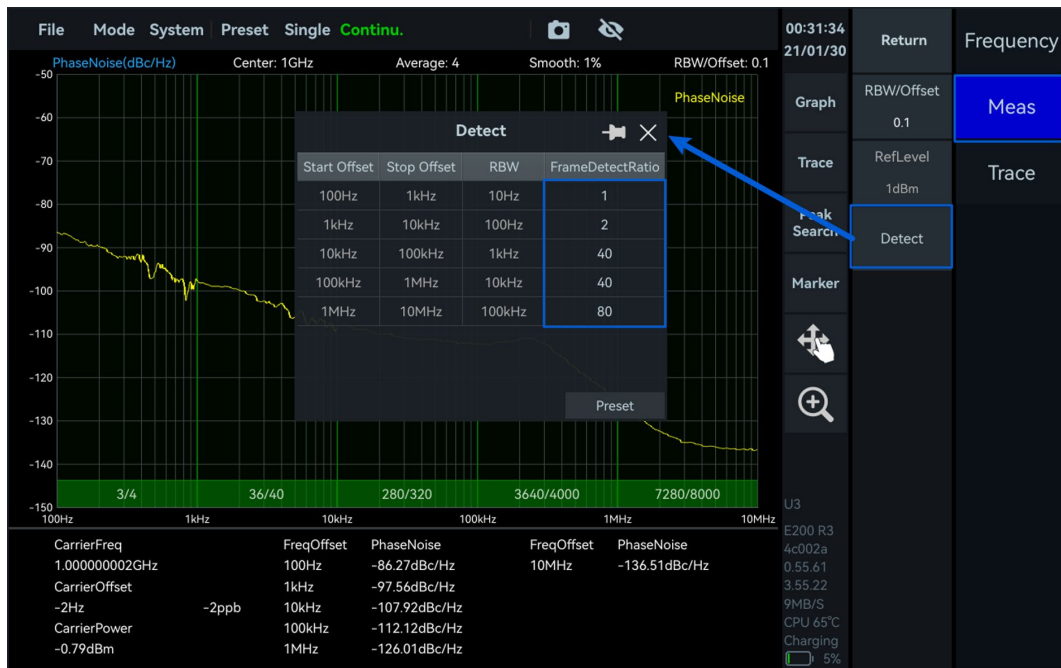 File Mode System Preset Single Continu.
PhaseNoise(dBc/Hz) Center: 1GHz Average: 4 Smooth: 1% RBW/Offset: 0.1
PhaseNoise
-50
-60
-70
-80
-90
-100
-110
-120
-130
-140
-150
Detect
Start Offset Stop Offset RBW FrameDetectRatio
100Hz 1kHz 10Hz 1
1kHz 10kHz 100Hz 2
10kHz 100kHz 1kHz 40
100kHz 1MHz 10kHz 40
1MHz 10MHz 100kHz 80
Preset
3/4 36/40 280/320 3640/4000 7280/8000
100Hz 1kHz 10kHz 100kHz 1MHz 10MHz
CarrierFreq FreqOffset PhaseNoise FreqOffset PhaseNoise
1.000000002GHz 100Hz -86.27dBc/Hz 10MHz -136.51dBc/Hz
CarrierOffset 1kHz -97.56dBc/Hz
-2Hz -2ppb 10kHz -107.92dBc/Hz
CarrierPower 100kHz -112.12dBc/Hz
-0.79dBm 1MHz -126.01dBc/Hz
00:31:34
21/01/30
Graph
Trace
Peak
Search
Marker
U3
E200 R3
4c002a
0.55.61
3.55.22
9MB/S
CPU 65°C
Charging
5%
Return
RBW/Offset
0.1
RefLevel
1dBm
Detect
Frequency
Meas
Trace